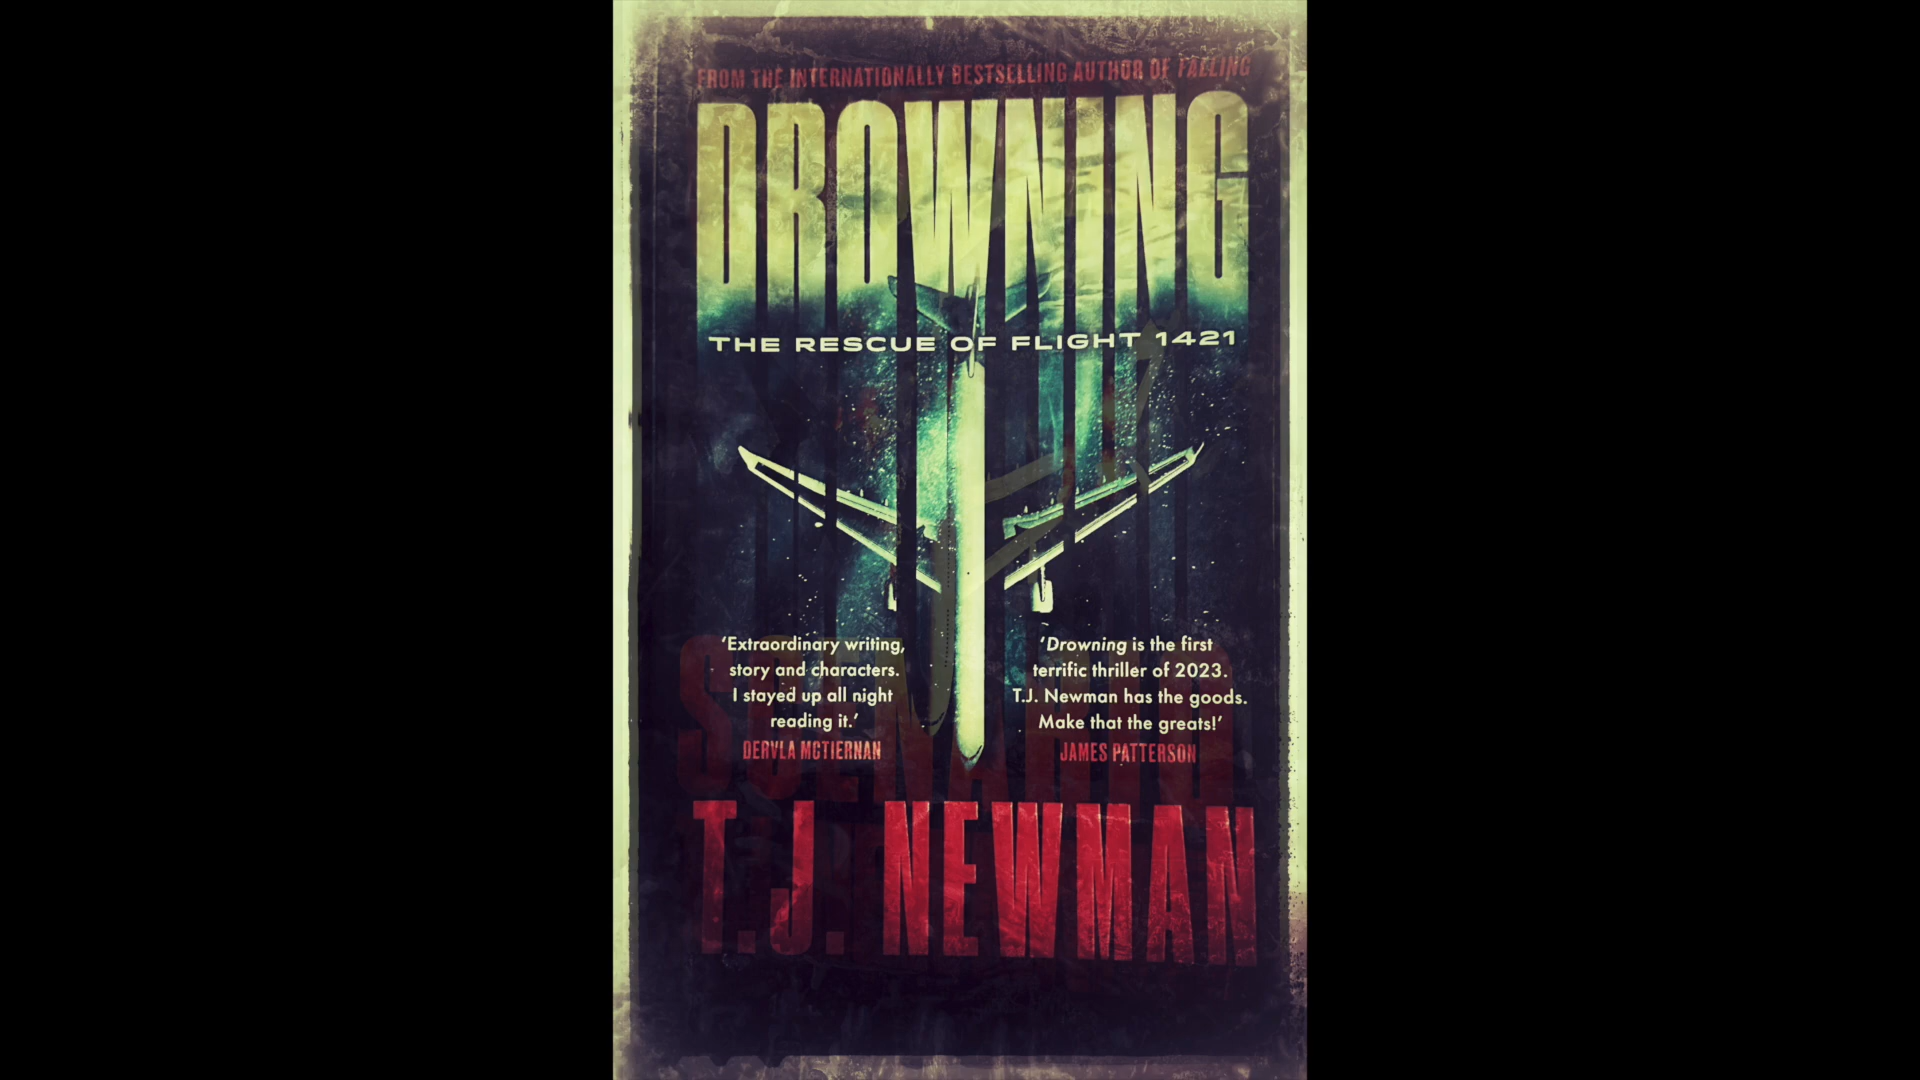 FROM THE INTERNATIONALLY BESTSELLING AUTHOR OF FALLING
DROWNING
THE RESCUE OF FLIGHT 1421
‘Extraordinary writing,
story and characters.
I stayed up all night
reading it.’
DERVLA MCTIERNAN
‘Drowning is the first
terrific thriller of 2023.
T.J. Newman has the goods.
Make that the greats!’
JAMES PATTERSON
SCENARIO
T.J. NEWMAN